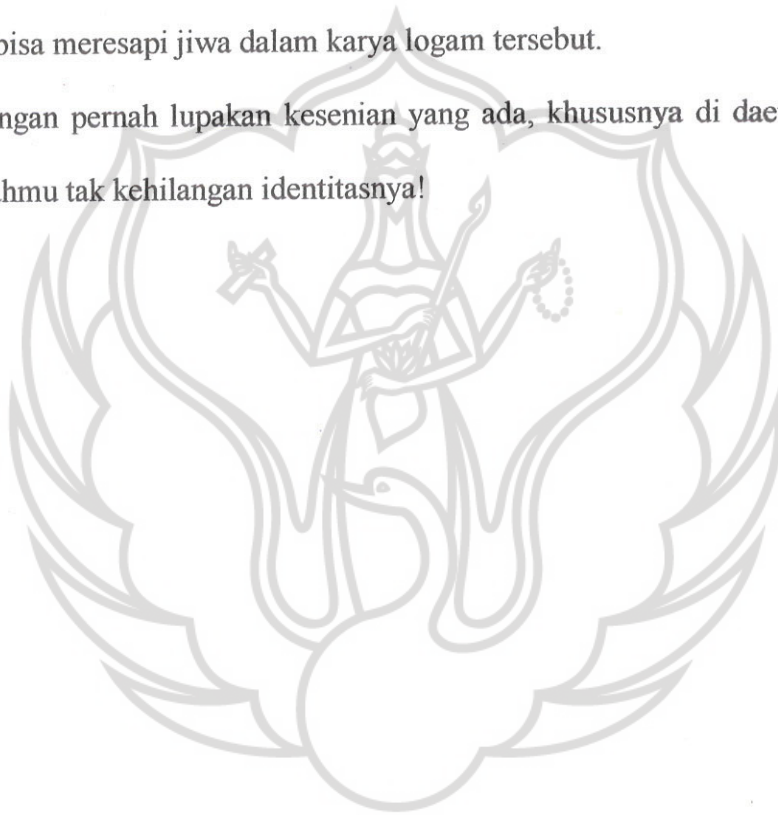 bisa meresapi jiwa dalam karya logam tersebut.
ngan pernah lupakan kesenian yang ada, khususnya di dae
hmu tak kehilangan identitasnya!